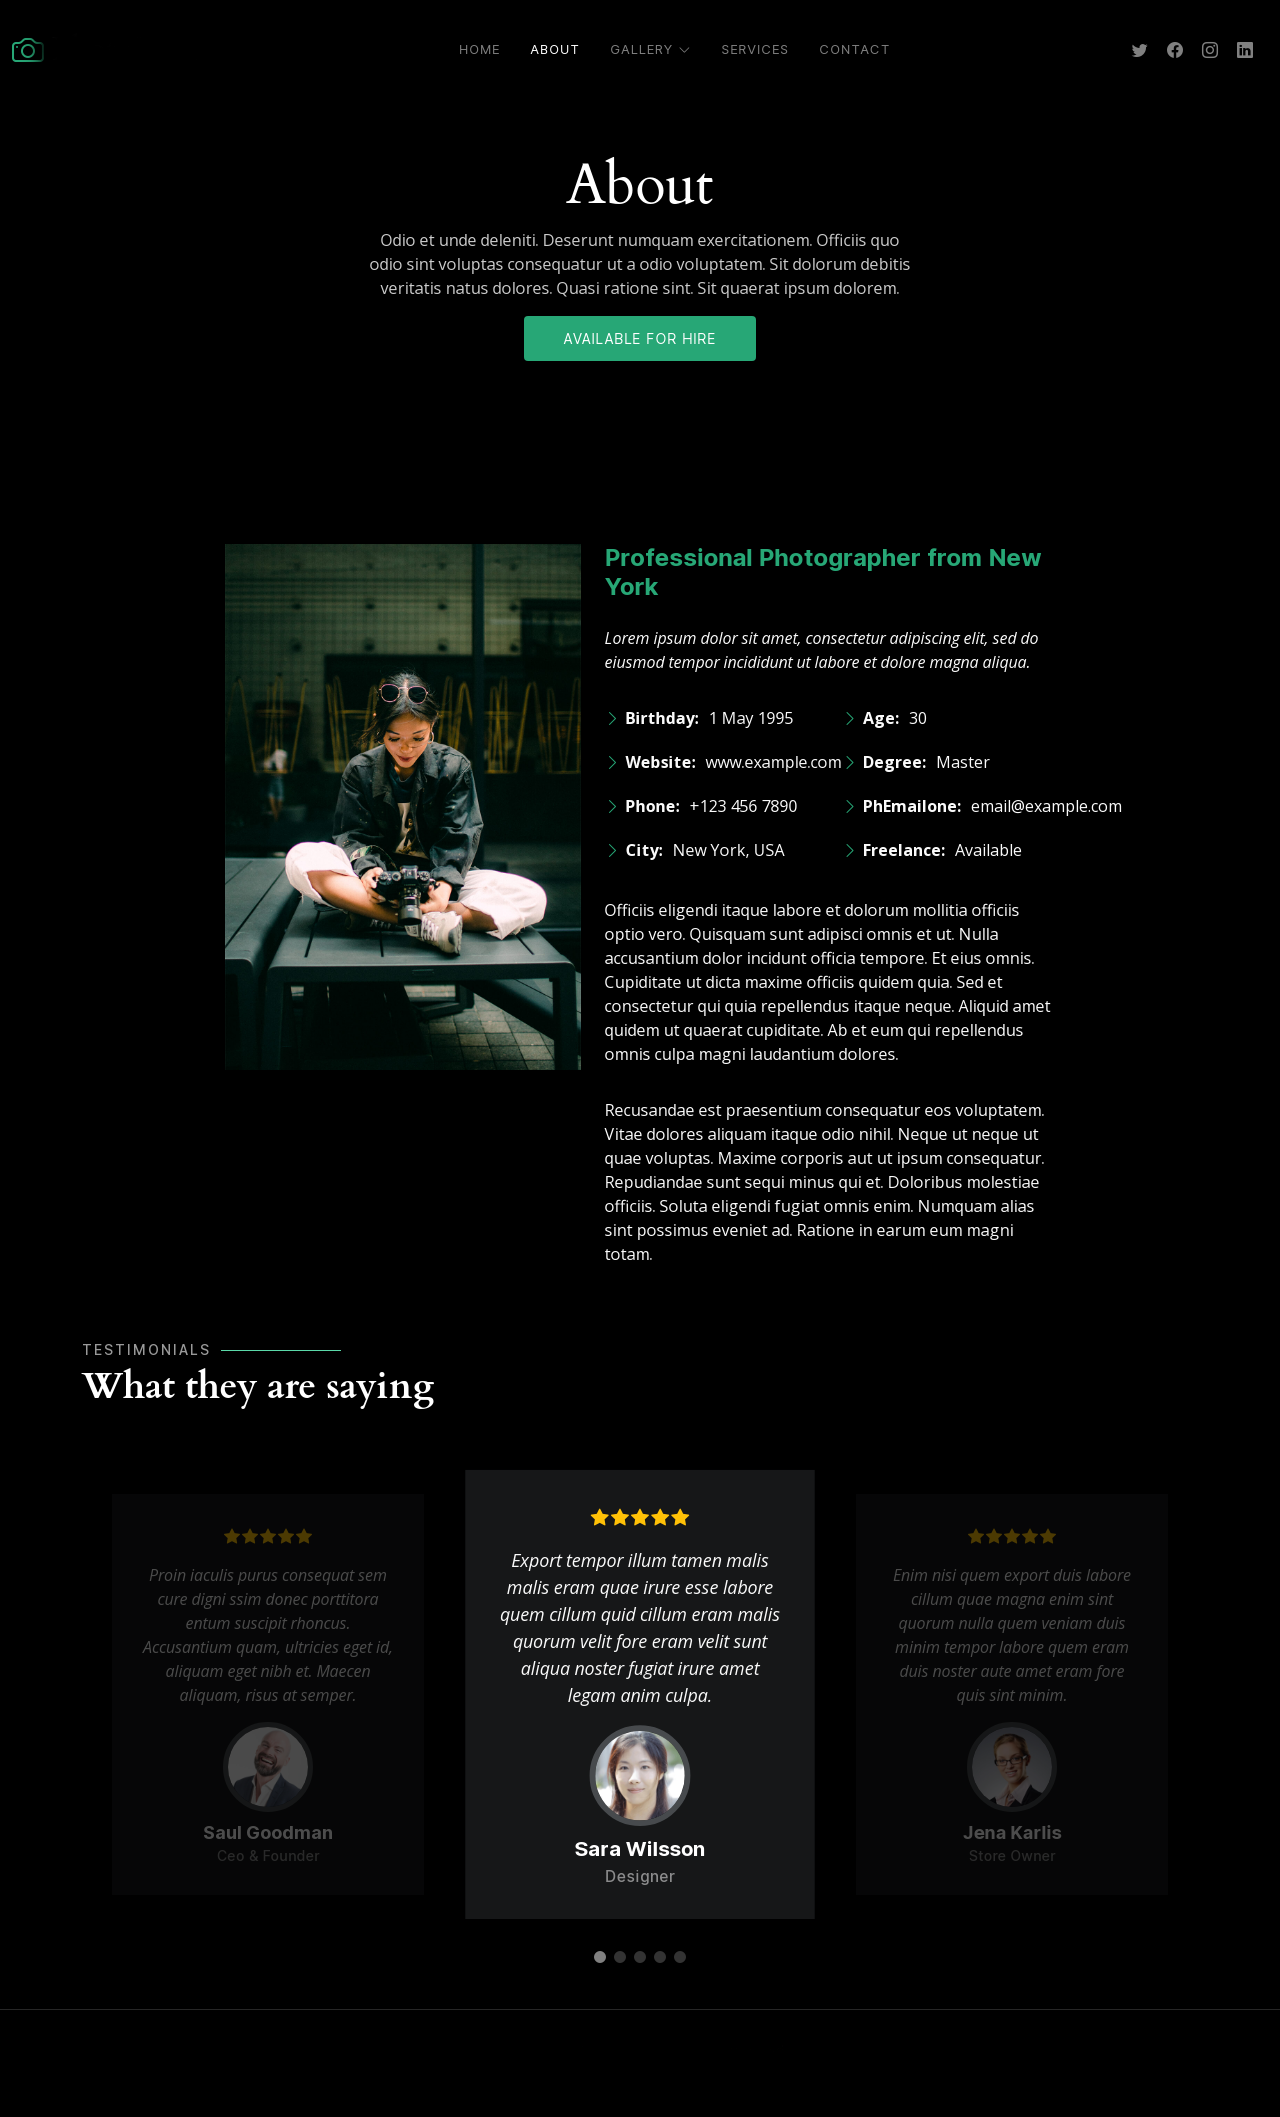 HOME ABOUT GALLERY SERVICES CONTACT
About
Odio et unde deleniti. Deserunt numquam exercitationem. Officiis quo
odio sint voluptas consequatur ut a odio voluptatem. Sit dolorum debitis
veritatis natus dolores. Quasi ratione sint. Sit quaerat ipsum dolorem.
AVAILABLE FOR HIRE
Professional Photographer from New
York
Lorem ipsum dolor sit amet, consectetur adipiscing elit, sed do
eiusmod tempor incididunt ut labore et dolore magna aliqua.
Birthday: 1 May 1995
Website: www.example.com
Phone: +123 456 7890
City: New York, USA
Age: 30
Degree: Master
PhEmailone: email@example.com
Freelance: Available
Officiis eligendi itaque labore et dolorum mollitia officiis
optio vero. Quisquam sunt adipisci omnis et ut. Nulla
accusantium dolor incidunt officia tempore. Et eius omnis.
Cupiditate ut dicta maxime officiis quidem quia. Sed et
consectetur qui quia repellendus itaque neque. Aliquid amet
quidem ut quaerat cupiditate. Ab et eum qui repellendus
omnis culpa magni laudantium dolores.
Recusandae est praesentium consequatur eos voluptatem.
Vitae dolores aliquam itaque odio nihil. Neque ut neque ut
quae voluptas. Maxime corporis aut ut ipsum consequatur.
Repudiandae sunt sequi minus qui et. Doloribus molestiae
officiis. Soluta eligendi fugiat omnis enim. Numquam alias
sint possimus eveniet ad. Ratione in earum eum magni
totam.
TESTIMONIALS
What they are saying
Proin iaculis purus consequat sem
cure digni ssim donec porttitora
entum suscipit rhoncus.
Accusantium quam, ultricies eget id,
aliquam eget nibh et. Maecen
aliquam, risus at semper.
Saul Goodman
Ceo & Founder
Export tempor illum tamen malis
malis eram quae irure esse labore
quem cillum quid cillum eram malis
quorum velit fore eram velit sunt
aliqua noster fugiat irure amet
legam anim culpa.
Sara Wilsson
Designer
Enim nisi quem export duis labore
cillum quae magna enim sint
quorum nulla quem veniam duis
minim tempor labore quem eram
duis noster aute amet eram fore
quis sint minim.
Jena Karlis
Store Owner